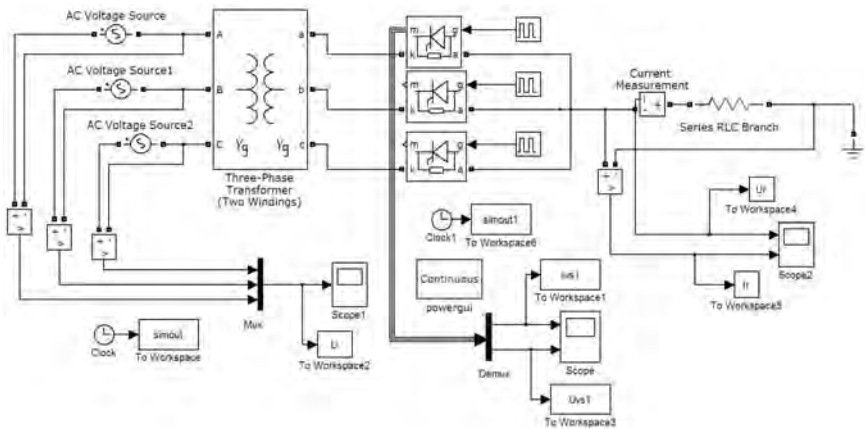 AC Voltage Source
AC Voltage Source1
AC Voltage Source2
A
B
C
a
b
c
Yg
Yg
Three-Phase
Transformer
(Two Windings)
m
g
k
a
m
g
k
a
m
g
k
a
Current
Measurement
Series RLC Branch
Clock1
simout1
To Workspace6
Ur
To Workspace4
Scope2
Ir
To Workspace5
Continuous
powergui
ivs1
To Workspace1
Scope
Demux
Uvs1
To Workspace3
Mux
Scope1
To Workspace2
Clock
simout
To Workspace